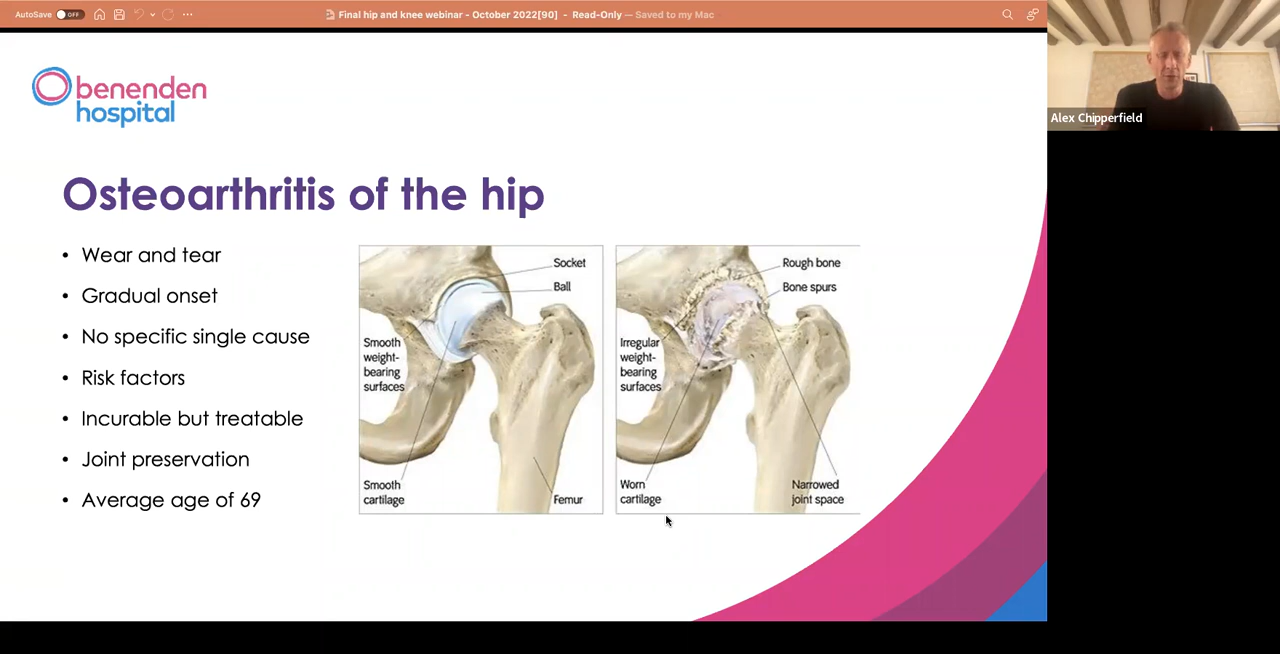 AutoSave OFF
Final hip and knee webinar - October 2022[90] - Read-Only — Saved to my Mac
Alex Chipperfield
benenden
hospital
Osteoarthritis of the hip
• Wear and tear
• Gradual onset
• No specific single cause
• Risk factors
• Incurable but treatable
• Joint preservation
• Average age of 69
Socket
Ball
Smooth
weight-
bearing
surfaces
Smooth
cartilage
Femur
Rough bone
Bone spurs
Irregular
weight-
bearing
surfaces
Worn
cartilage
Narrowed
joint space